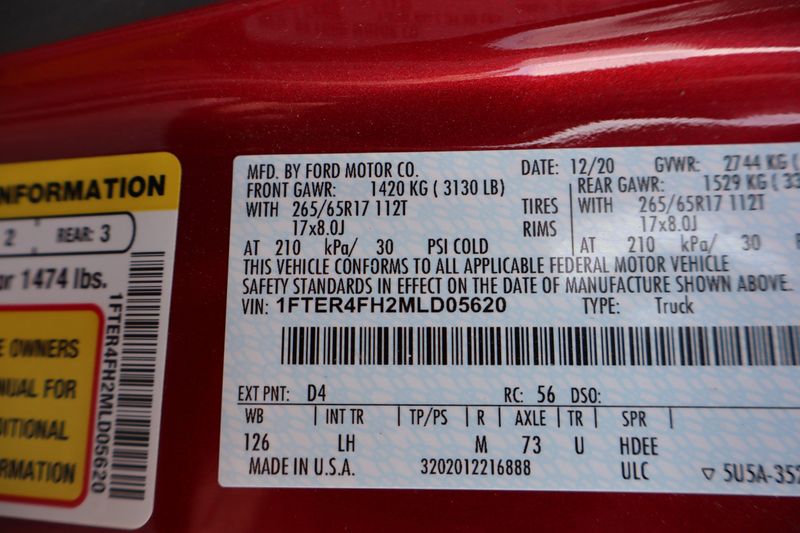 INFORMATION
2 REAR: 3
or 1474 lbs.
OWNERS
FOR
1FTER4FH2MLD05620
MFD. BY FORD MOTOR CO. DATE: 12/20 GVWR: 2744 KG (
FRONT GAWR: 1420 KG ( 3130 LB) REAR GAWR: 1529 KG ( 33
WITH 265/65R17 112T TIRES WITH 265/65R17 112T
17x8.0J RIMS 17x8.0J
AT 210 kPa/ 30 PSI COLD AT 210 kPa/ 30
THIS VEHICLE CONFORMS TO ALL APPLICABLE FEDERAL MOTOR VEHICLE
SAFETY STANDARDS IN EFFECT ON THE DATE OF MANUFACTURE SHOWN ABOVE.
VIN: 1FTER4FH2MLD05620 TYPE: Truck
EXT PNT: D4 RC: 56 DSO:
WB | INT TR | TP/PS | R | AXLE | TR | SPR
126 LH M 73 U HDEE
MADE IN U.S.A. 3202012216888 ULC ▽ 5U5A-352